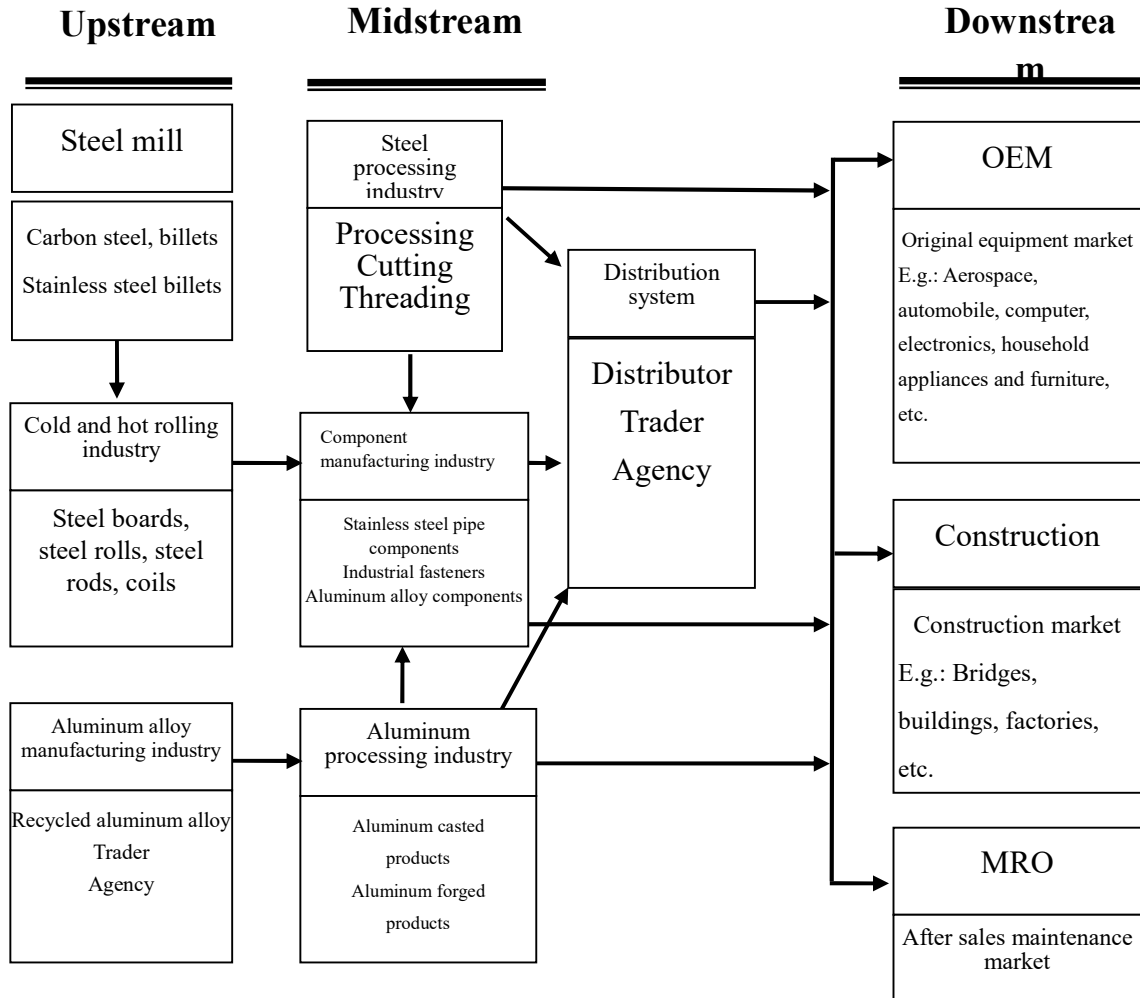 Upstream
Midstream
Downstrea
m
Steel mill
Carbon steel, billets
Stainless steel billets
Cold and hot rolling
industry
Steel boards,
steel rolls, steel
rods, coils
Aluminum alloy
manufacturing industry
Recycled aluminum alloy
Trader
Agency
Steel
processing
industry
Processing
Cutting
Threading
Component
manufacturing industry
Stainless steel pipe
components
Industrial fasteners
Aluminum alloy components
Aluminum
processing industry
Aluminum casted
products
Aluminum forged
products
Distribution
system
Distributor
Trader
Agency
OEM
Original equipment market
E.g.: Aerospace,
automobile, computer,
electronics, household
appliances and furniture,
etc.
Construction
Construction market
E.g.: Bridges,
buildings, factories,
etc.
MRO
After sales maintenance
market